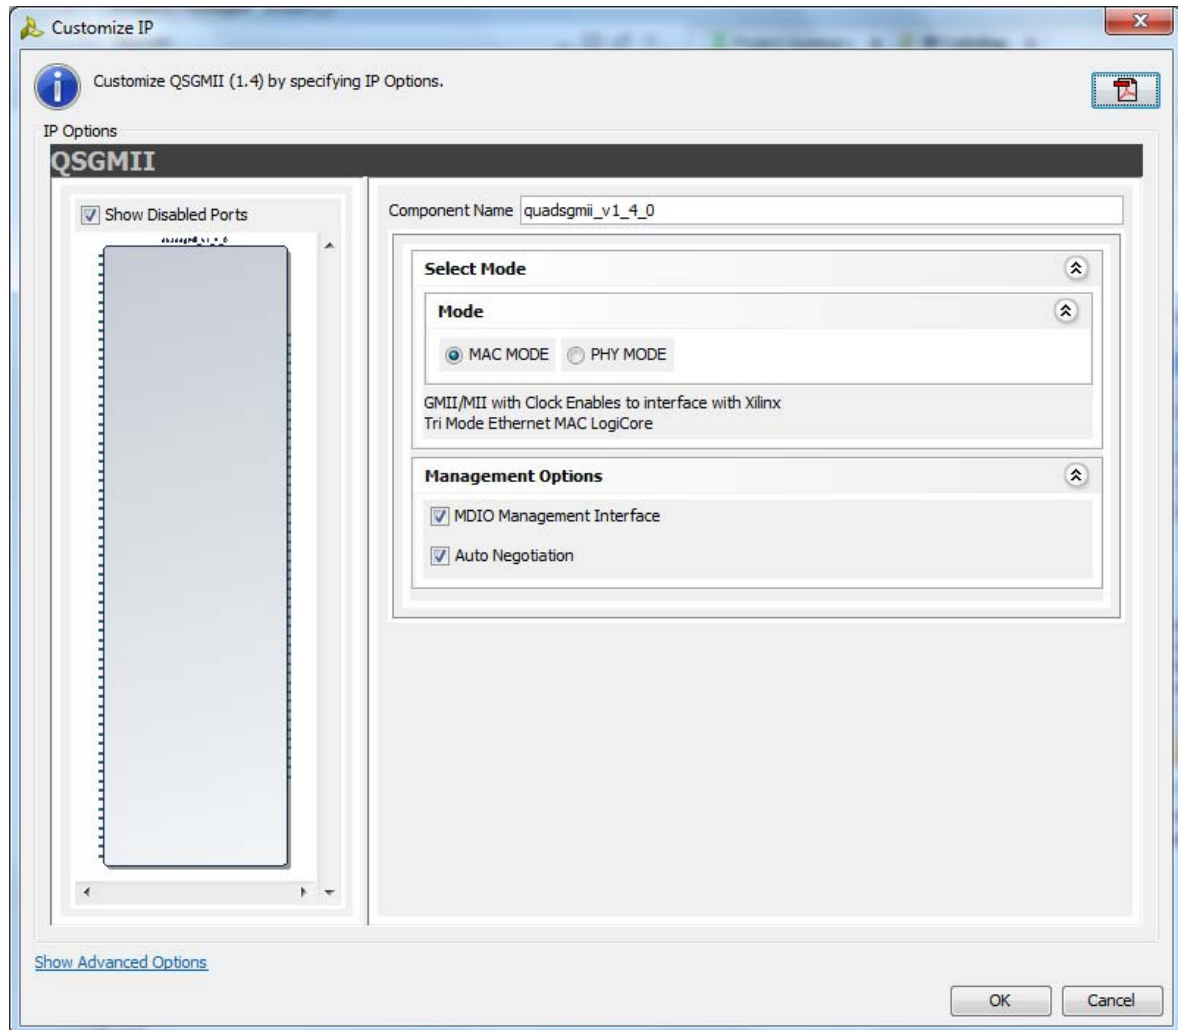 Customize IP
Customize QSGMII (1.4) by specifying IP Options.
IP Options
QSGMII
Show Disabled Ports
Component Name quadsgmii_v1_4_0
Select Mode
Mode
MAC MODE PHY MODE
GMII/MII with Clock Enables to interface with Xilinx
Tri Mode Ethernet MAC LogiCore
Management Options
MDIO Management Interface
Auto Negotiation
Show Advanced Options
OK Cancel